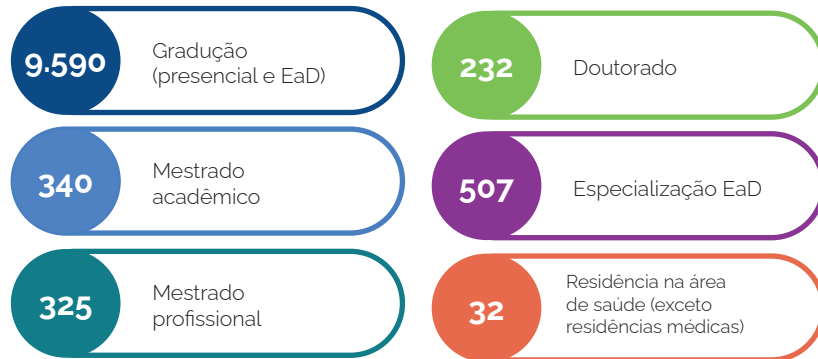 9.590
Gradução
(presencial e EaD)
232
Doutorado
340
Mestrado
acadêmico
507
Especialização EaD
325
Mestrado
profissional
32
Residência na área
de saúde (exceto
residências médicas)